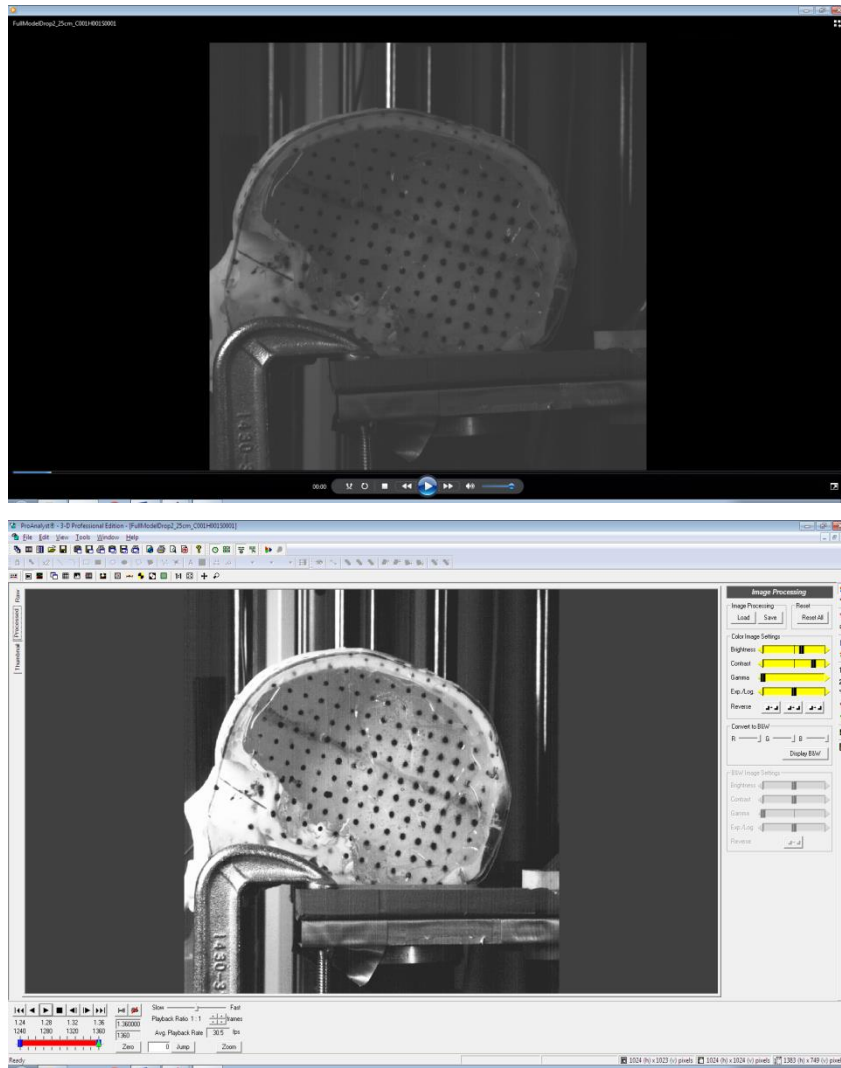 FullModelDrop2_25cm_C001H001S0001
1430-3
00:00
ProAnalyst® - 3-D Professional Edition - [FullModelDrop2_25cm_C001H001S0001]
File Edit View Tools Window Help
Raw
Processed
Thumbnail
1430-3
Image Processing
Image Processing
Load Save
Reset
Reset All
Color Image Settings
Brightness
Contrast
Gamma
Exp./Log.
Reverse
Convert to B&W
R G B
Display B&W
B&W Image Settings
Brightness
Contrast
Gamma
Exp./Log.
Reverse
Slow Fast
Playback Ratio 1 : 1 frames
Avg. Playback Rate 30.5 fps
1.24 1.28 1.32 1.36
1240 1280 1320 1360
1.360000
1360
Zero 0 Jump Zoom
Ready
1024 (h) x 1023 (v) pixels 1024 (h) x 1024 (v) pixels 1383 (h) x 749 (v) pixel